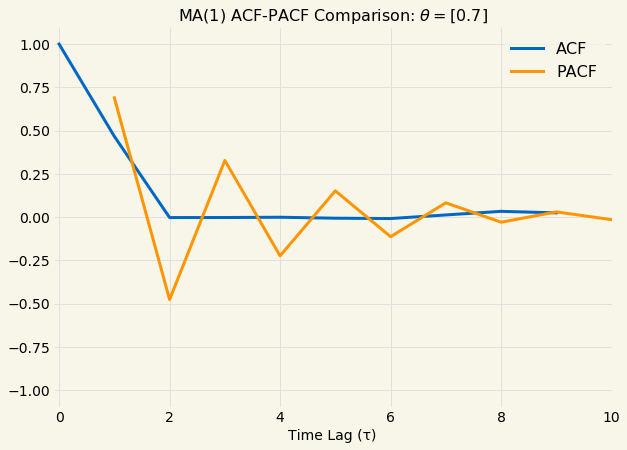 MA(1) ACF-PACF Comparison: θ = [0.7]
ACF
PACF
1.00
0.75
0.50
0.25
0.00
−0.25
−0.50
−0.75
−1.00
0 2 4 6 8 10
Time Lag (τ)